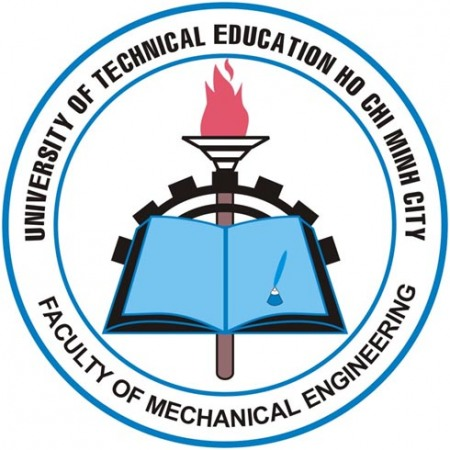 UNIVERSITY OF TECHNICAL EDUCATION HO CHI MINH CITY
FACULTY OF MECHANICAL ENGINEERING